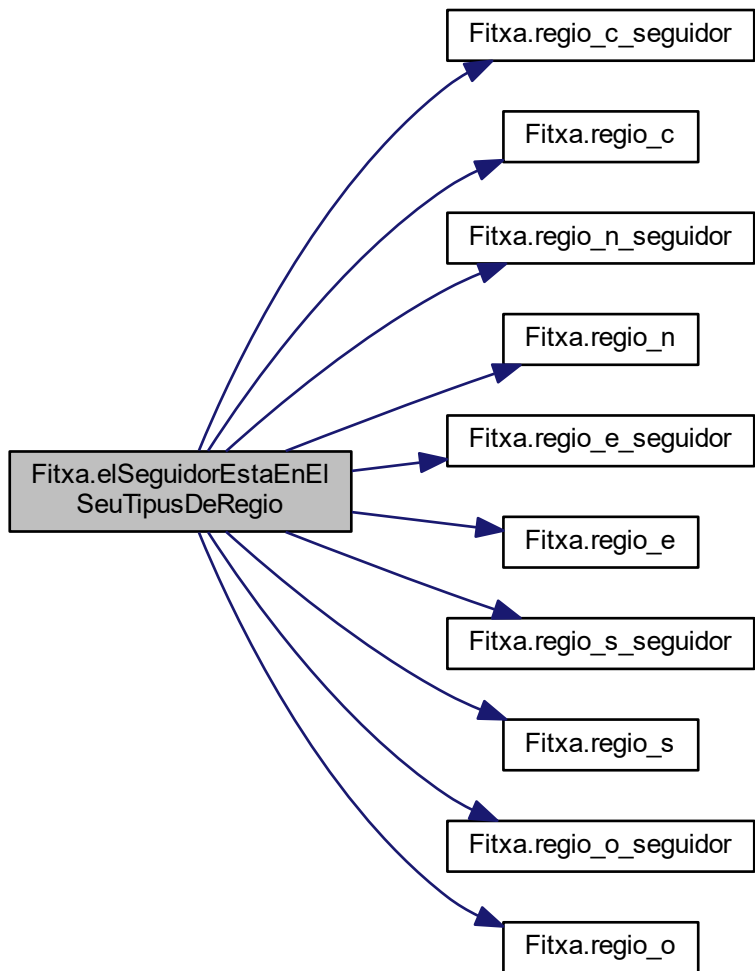 Fitxa.regio_c_seguidor
Fitxa.regio_c
Fitxa.regio_n_seguidor
Fitxa.regio_n
Fitxa.regio_e_seguidor
Fitxa.elSeguidorEstaEnEl
SeuTipusDeRegio
Fitxa.regio_e
Fitxa.regio_s_seguidor
Fitxa.regio_s
Fitxa.regio_o_seguidor
Fitxa.regio_o